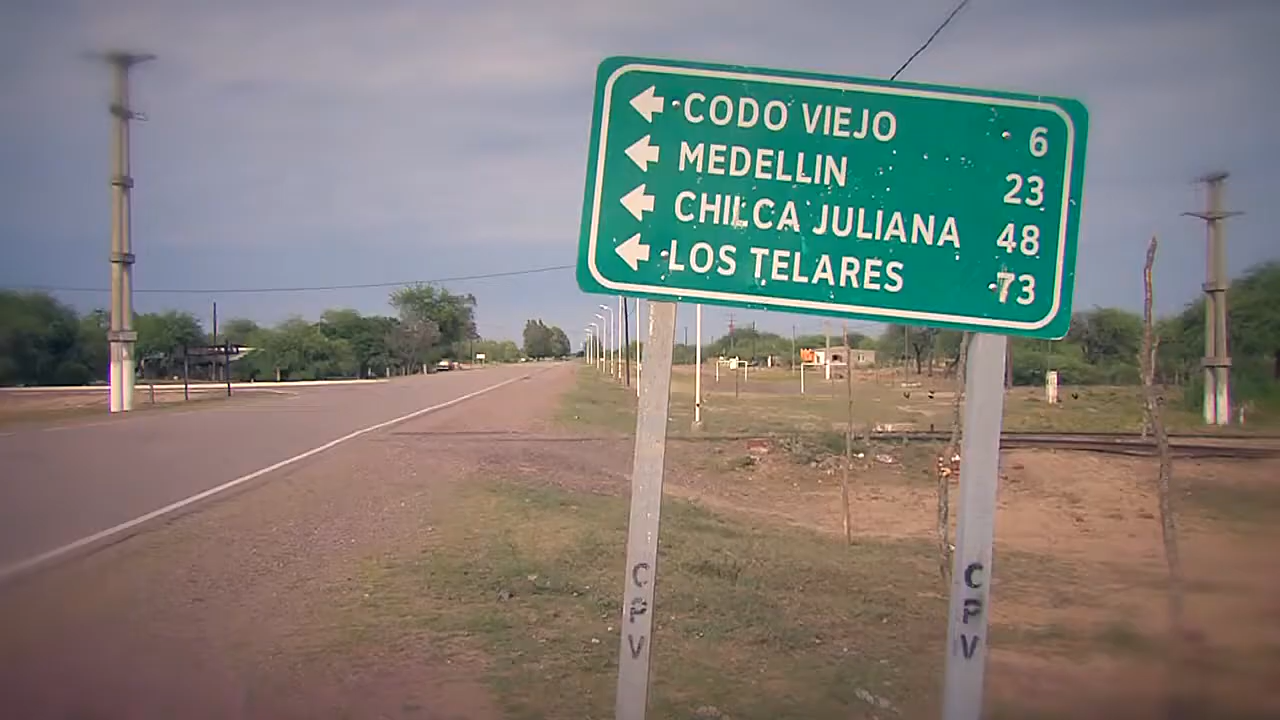 CODO VIEJO 6
MEDELLIN 23
CHILCA JULIANA 48
LOS TELARES 73
CPV
CPV